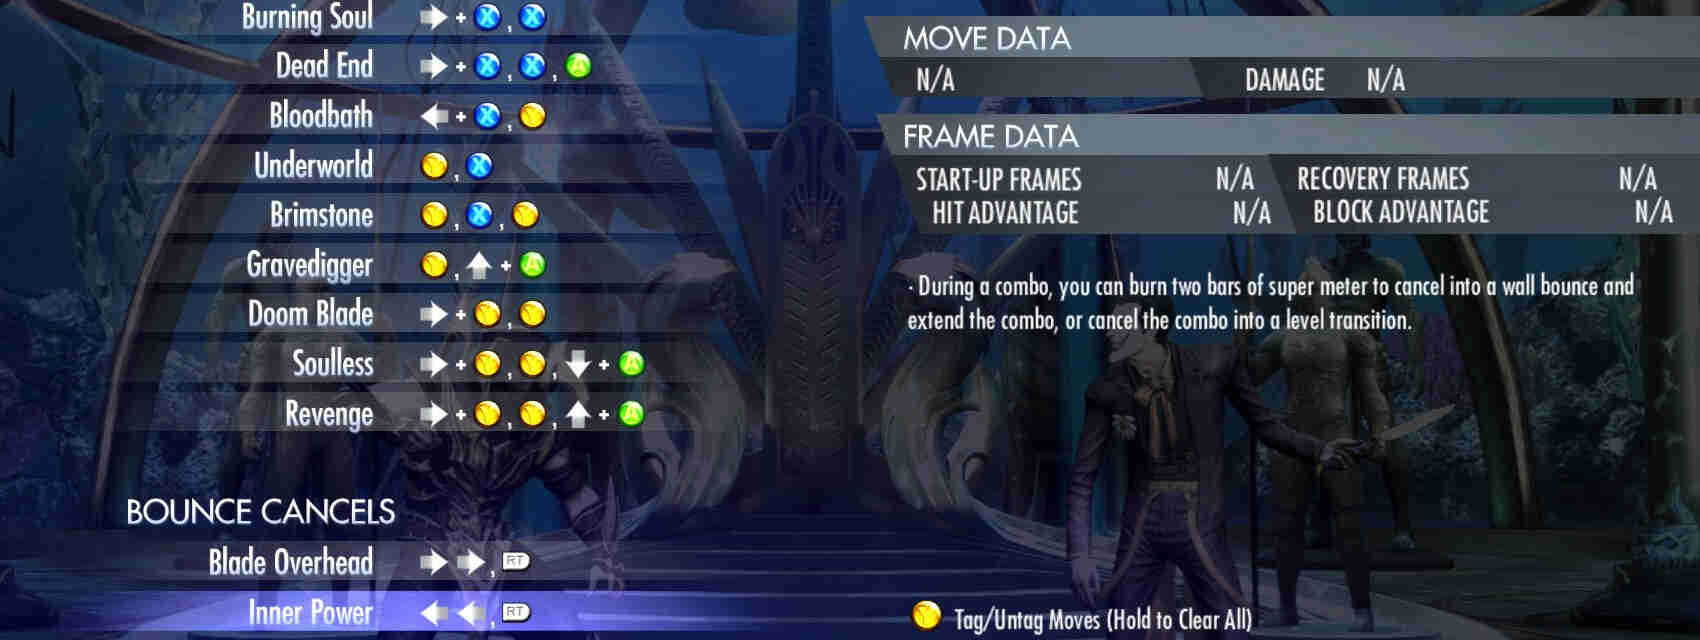 Burning Soul + X , X
Dead End + X , X , A
Bloodbath + X , Y
Underworld Y , X
Brimstone Y , X , Y
Gravedigger Y , + A
Doom Blade + Y , Y
Soulless + Y , Y , + A
Revenge + Y , Y , + A
BOUNCE CANCELS
Blade Overhead , RT
Inner Power , RT
MOVE DATA
N/A DAMAGE N/A
FRAME DATA
START-UP FRAMES N/A RECOVERY FRAMES N/A
HIT ADVANTAGE N/A BLOCK ADVANTAGE N/A
· During a combo, you can burn two bars of super meter to cancel into a wall bounce and
extend the combo, or cancel the combo into a level transition.
Y Tag/Untag Moves (Hold to Clear All)